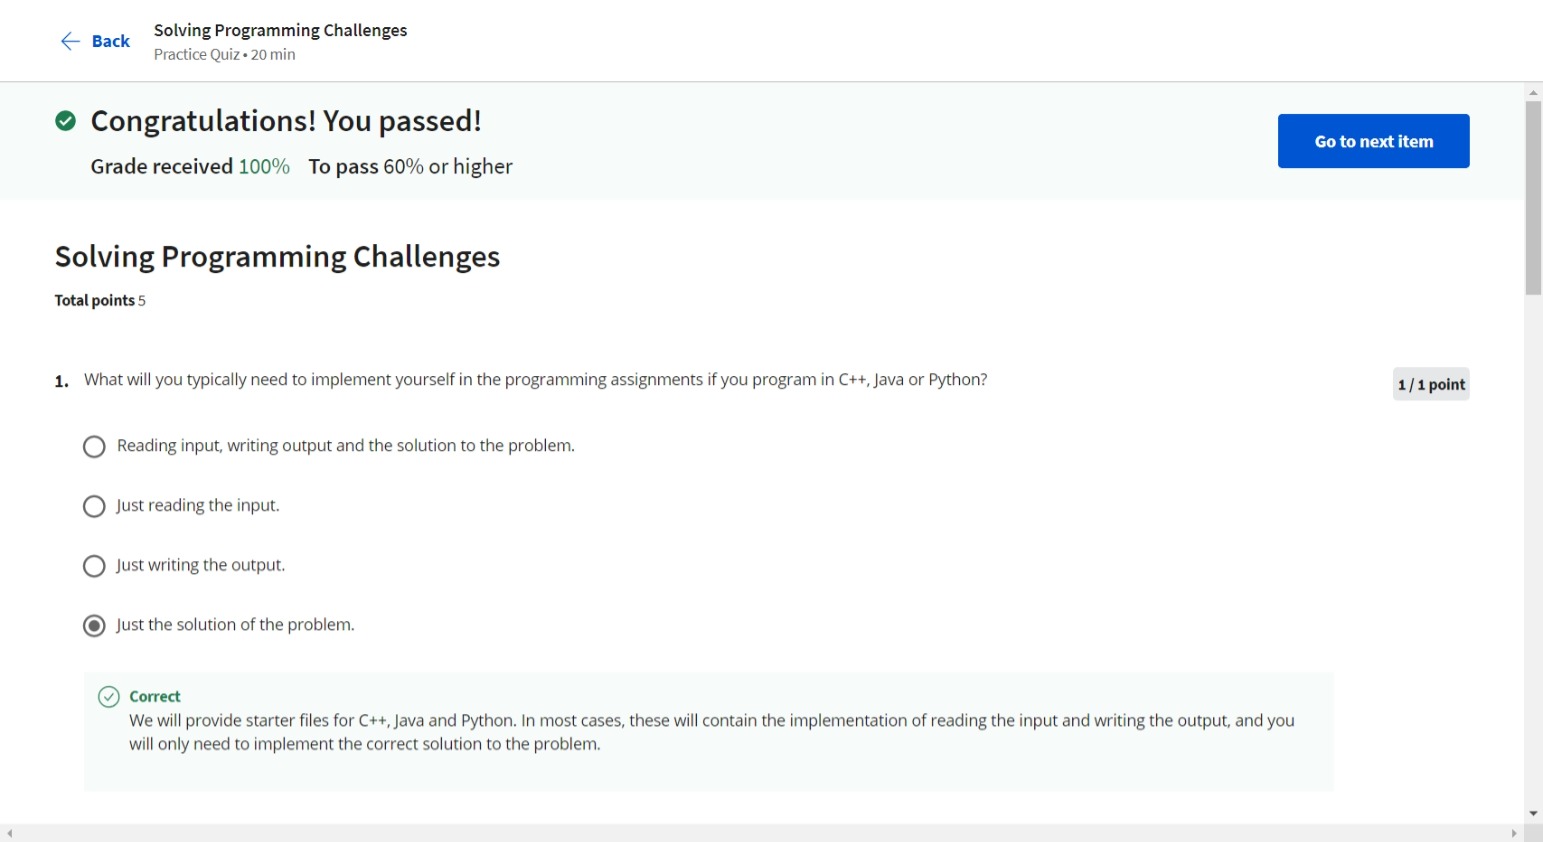 Back
Solving Programming Challenges
Practice Quiz • 20 min
Congratulations! You passed!
Grade received 100% To pass 60% or higher
Go to next item
Solving Programming Challenges
Total points 5
1. What will you typically need to implement yourself in the programming assignments if you program in C++, Java or Python?
1 / 1 point
Reading input, writing output and the solution to the problem.
Just reading the input.
Just writing the output.
Just the solution of the problem.
Correct
We will provide starter files for C++, Java and Python. In most cases, these will contain the implementation of reading the input and writing the output, and you
will only need to implement the correct solution to the problem.